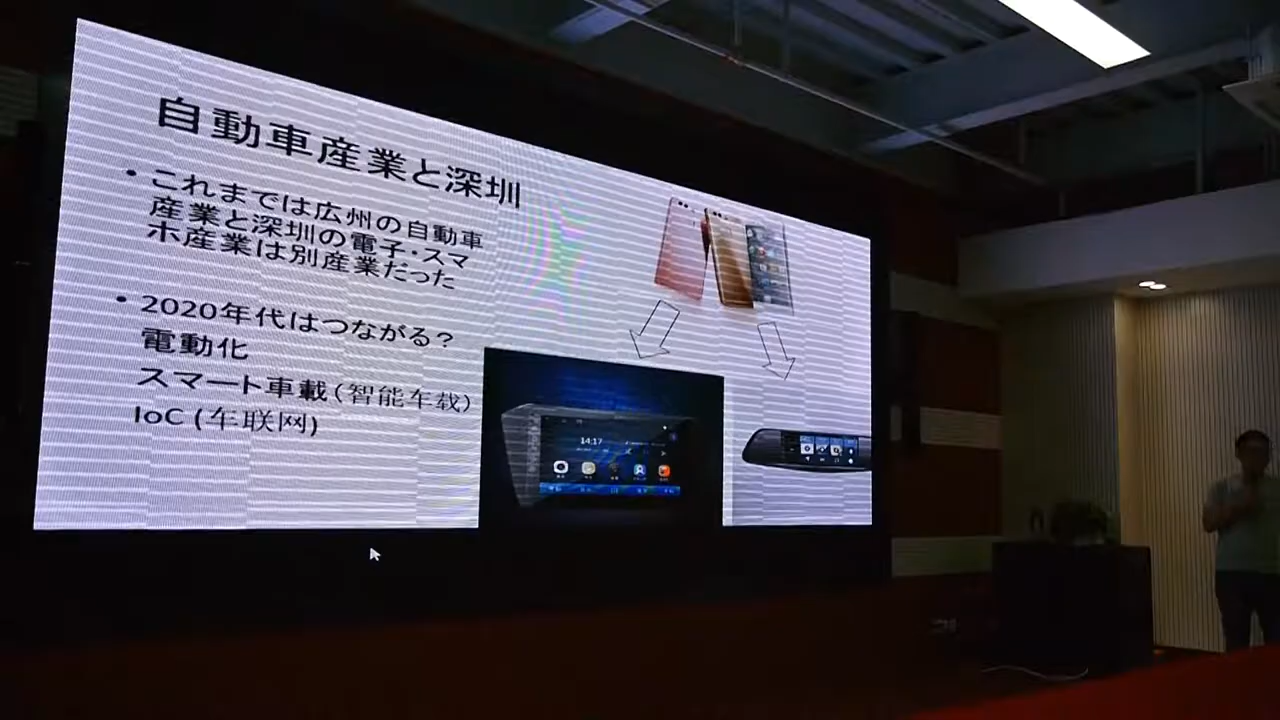 自動車産業と深圳
・これまでは広州の自動車
産業と深圳の電子・スマ
ホ産業は別産業だった
・2020年代はつながる?
電動化
スマート車載(智能车载)
IoC (车联网)
14:17